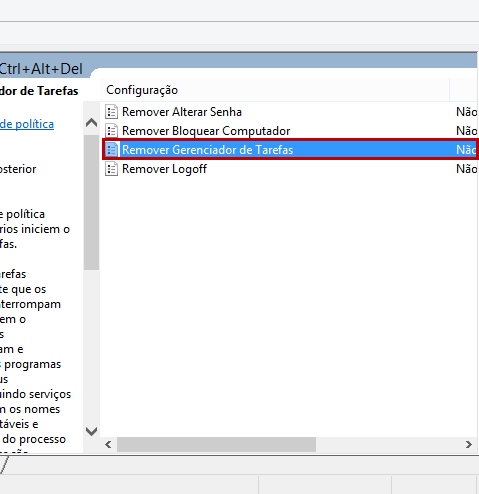 Ctrl+Alt+Del
dor de Tarefas
Configuração
Remover Alterar Senha Não
Remover Bloquear Computador Não
Remover Gerenciador de Tarefas Não
Remover Logoff Não
de política
osterior
e política
rios iniciem o
fas.
refas
te que os
nterrompam
em o
s
am e
s programas
us
uindo serviços
m os nomes
táveis e
do processo